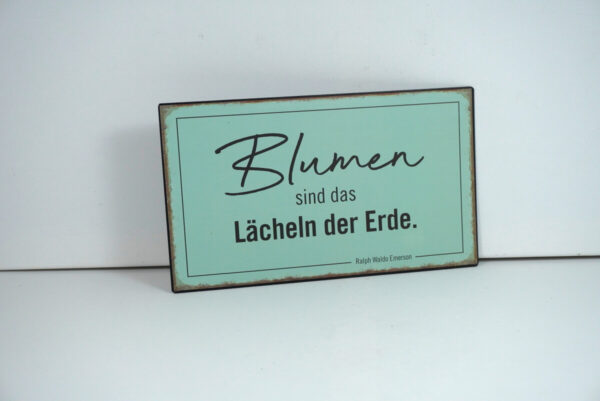 Blumen
sind das
Lächeln der Erde.
Ralph Waldo Emerson